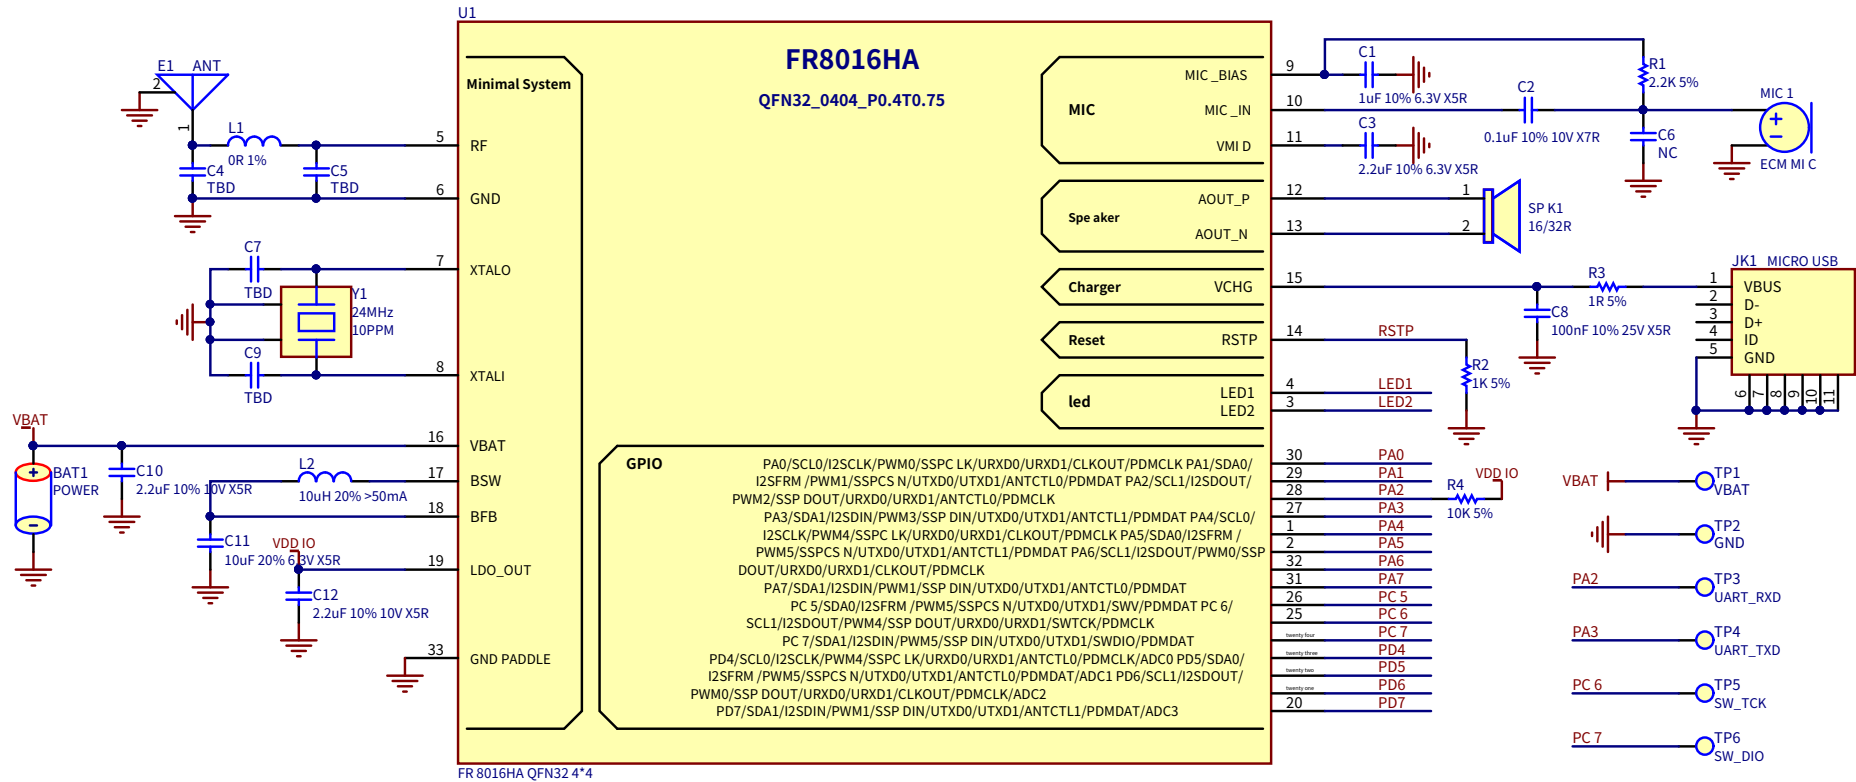 U1
FR8016HA
QFN32_0404_P0.4T0.75
Minimal System
E1 ANT
2
1
L1
0R 1%
C4
TBD
C5
TBD
5 RF
6 GND
C7
TBD
Y1
24MHz
10PPM
C9
TBD
7 XTALO
8 XTALI
VBAT
BAT1
POWER
C10
2.2uF 10% 10V X5R
16 VBAT
L2
10uH 20% >50mA
17 BSW
18 BFB
C11
10uF 20% 6.3V X5R
VDD IO
19 LDO_OUT
C12
2.2uF 10% 10V X5R
33 GND PADDLE
MIC
MIC _BIAS 9
MIC _IN 10
VMI D 11
C1
1uF 10% 6.3V X5R
C2
0.1uF 10% 10V X7R
C3
2.2uF 10% 6.3V X5R
R1
2.2K 5%
C6
NC
MIC 1
ECM MI C
Spe aker
AOUT_P 12
AOUT_N 13
1
2
SP K1
16/32R
Charger
VCHG 15
C8
100nF 10% 25V X5R
R3
1R 5%
JK1 MICRO USB
1 VBUS
2 D-
3 D+
4 ID
5 GND
6 7 8 9 10 11
Reset
RSTP 14 RSTP
R2
1K 5%
led
LED1 4 LED1
LED2 3 LED2
GPIO
PA0/SCL0/I2SCLK/PWM0/SSPC LK/URXD0/URXD1/CLKOUT/PDMCLK PA1/SDA0/
I2SFRM /PWM1/SSPCS N/UTXD0/UTXD1/ANTCTL0/PDMDAT PA2/SCL1/I2SDOUT/
PWM2/SSP DOUT/URXD0/URXD1/ANTCTL0/PDMCLK
PA3/SDA1/I2SDIN/PWM3/SSP DIN/UTXD0/UTXD1/ANTCTL1/PDMDAT PA4/SCL0/
I2SCLK/PWM4/SSPC LK/URXD0/URXD1/CLKOUT/PDMCLK PA5/SDA0/I2SFRM /
PWM5/SSPCS N/UTXD0/UTXD1/ANTCTL1/PDMDAT PA6/SCL1/I2SDOUT/PWM0/SSP
DOUT/URXD0/URXD1/CLKOUT/PDMCLK
PA7/SDA1/I2SDIN/PWM1/SSP DIN/UTXD0/UTXD1/ANTCTL0/PDMDAT
PC 5/SDA0/I2SFRM /PWM5/SSPCS N/UTXD0/UTXD1/SWV/PDMDAT PC 6/
SCL1/I2SDOUT/PWM4/SSP DOUT/URXD0/URXD1/SWTCK/PDMCLK
PC 7/SDA1/I2SDIN/PWM5/SSP DIN/UTXD0/UTXD1/SWDIO/PDMDAT
PD4/SCL0/I2SCLK/PWM4/SSPC LK/URXD0/URXD1/ANTCTL0/PDMCLK/ADC0 PD5/SDA0/
I2SFRM /PWM5/SSPCS N/UTXD0/UTXD1/ANTCTL0/PDMDAT/ADC1 PD6/SCL1/I2SDOUT/
PWM0/SSP DOUT/URXD0/URXD1/CLKOUT/PDMCLK/ADC2
PD7/SDA1/I2SDIN/PWM1/SSP DIN/UTXD0/UTXD1/ANTCTL1/PDMDAT/ADC3
30 PA0
29 PA1
28 PA2
27 PA3
1 PA4
2 PA5
32 PA6
31 PA7
26 PC 5
25 PC 6
twenty four PC 7
twenty three PD4
twenty two PD5
twenty one PD6
20 PD7
R4
10K 5%
VDD IO
VBAT TP1
VBAT
TP2
GND
PA2 TP3
UART_RXD
PA3 TP4
UART_TXD
PC 6 TP5
SW_TCK
PC 7 TP6
SW_DIO
FR 8016HA QFN32 4*4